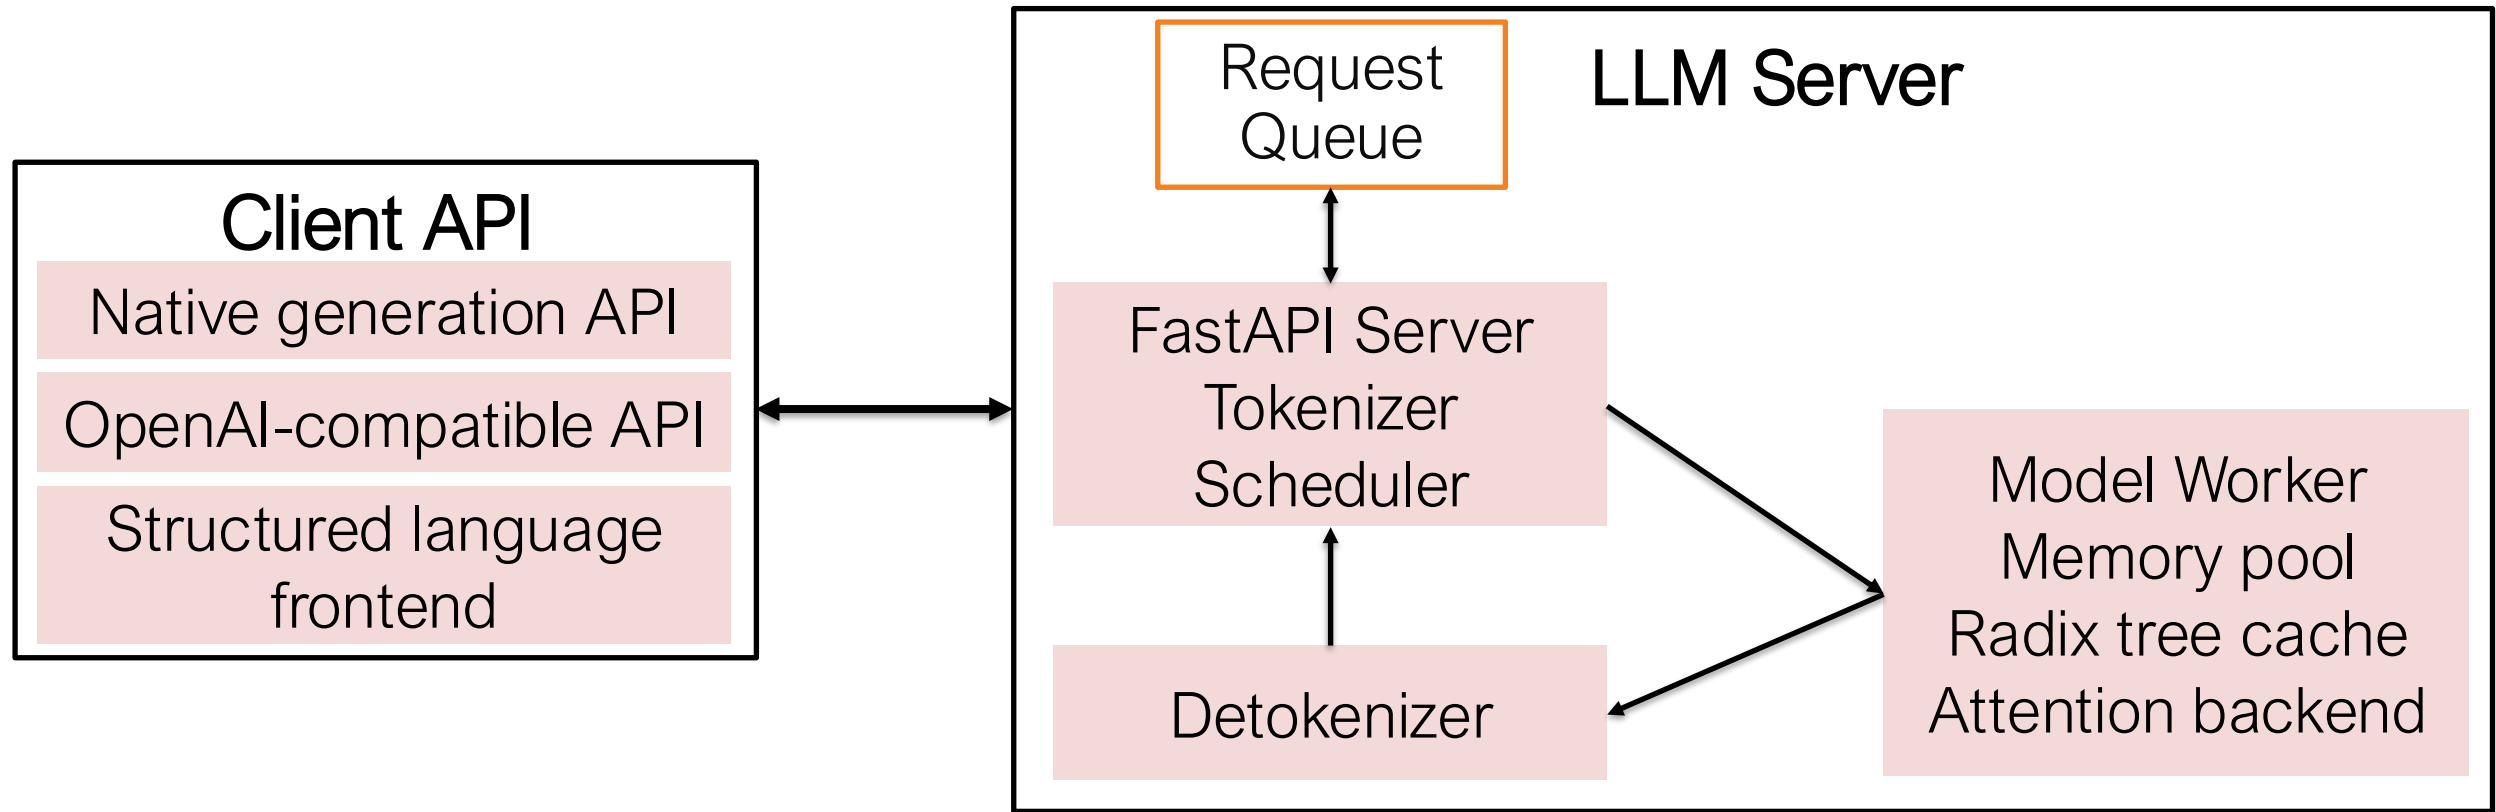 Client API
Native generation API
OpenAI-compatible API
Structured language
frontend
LLM Server
Request
Queue
FastAPI Server
Tokenizer
Scheduler
Detokenizer
Model Worker
Memory pool
Radix tree cache
Attention backend